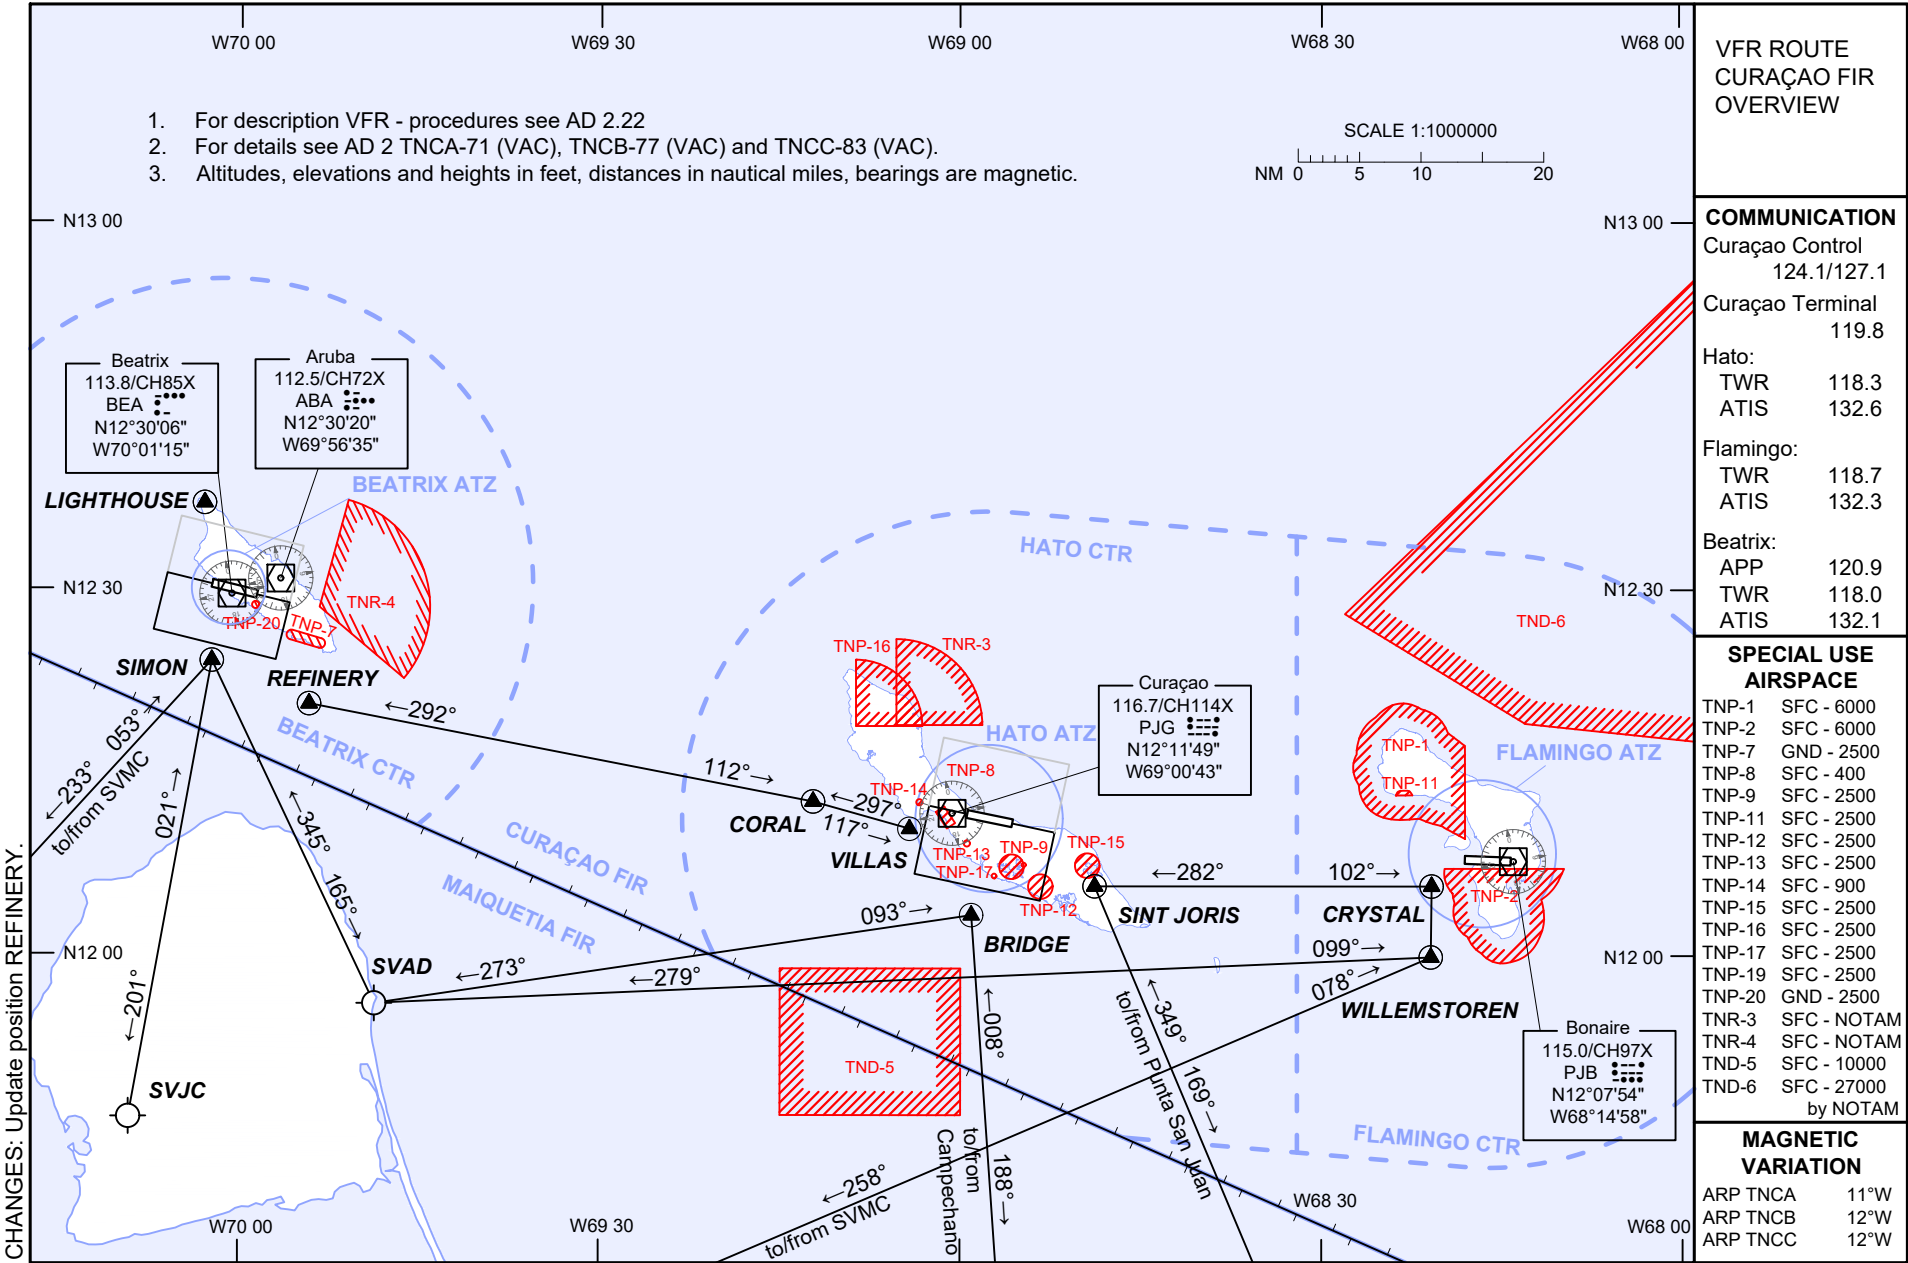 W70 00
W69 30
W69 00
W68 30
W68 00
VFR ROUTE
CURAÇAO FIR
OVERVIEW
1. For description VFR - procedures see AD 2.22
2. For details see AD 2 TNCA-71 (VAC), TNCB-77 (VAC) and TNCC-83 (VAC).
3. Altitudes, elevations and heights in feet, distances in nautical miles, bearings are magnetic.
SCALE 1:1000000
NM 0 5 10 20
N13 00
N13 00
Beatrix
113.8/CH85X
BEA
N12°30'06"
W70°01'15"
Aruba
112.5/CH72X
ABA
N12°30'20"
W69°56'35"
LIGHTHOUSE
BEATRIX ATZ
HATO CTR
N12 30
N12 30
TNR-4
TNP-20
TNP-7
TND-6
SIMON
REFINERY
TNP-16
TNR-3
←292°
053°→
←233°
to/from SVMC
021°→
←345°
165°→
←201°
BEATRIX CTR
112°→
←297°
117°→
CORAL
VILLAS
HATO ATZ
TNP-8
TNP-14
TNP-13
TNP-9
TNP-17
TNP-15
TNP-12
Curaçao
116.7/CH114X
PJG
N12°11'49"
W69°00'43"
TNP-1
TNP-11
FLAMINGO ATZ
TNP-2
CURAÇAO FIR
MAIQUETIA FIR
←282°
102°→
SINT JORIS
CRYSTAL
093°→
BRIDGE
N12 00
N12 00
SVAD
←273°
←279°
099°→
078°→
WILLEMSTOREN
SVJC
TND-5
←008°
188°→
to/from
Campechano
←349°
169°→
to/from Punta San Juan
←258°
to/from SVMC
Bonaire
115.0/CH97X
PJB
N12°07'54"
W68°14'58"
FLAMINGO CTR
W70 00
W69 30
W68 30
W68 00
CHANGES: Update position REFINERY.
COMMUNICATION
Curaçao Control
124.1/127.1
Curaçao Terminal
119.8
Hato:
TWR 118.3
ATIS 132.6
Flamingo:
TWR 118.7
ATIS 132.3
Beatrix:
APP 120.9
TWR 118.0
ATIS 132.1
SPECIAL USE
AIRSPACE
TNP-1 SFC - 6000
TNP-2 SFC - 6000
TNP-7 GND - 2500
TNP-8 SFC - 400
TNP-9 SFC - 2500
TNP-11 SFC - 2500
TNP-12 SFC - 2500
TNP-13 SFC - 2500
TNP-14 SFC - 900
TNP-15 SFC - 2500
TNP-16 SFC - 2500
TNP-17 SFC - 2500
TNP-19 SFC - 2500
TNP-20 GND - 2500
TNR-3 SFC - NOTAM
TNR-4 SFC - NOTAM
TND-5 SFC - 10000
TND-6 SFC - 27000
by NOTAM
MAGNETIC
VARIATION
ARP TNCA 11°W
ARP TNCB 12°W
ARP TNCC 12°W